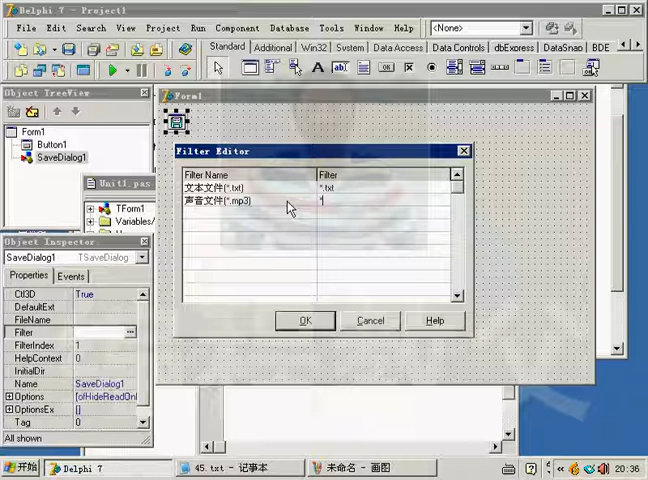 Delphi 7 - Project1
File Edit Search View Project Run Component Database Tools Window Help <None>
Standard Additional Win32 System Data Access Data Controls dbExpress DataSnap BDE
Object TreeView
Form1
Button1
SaveDialog1
Unit1.pas
TForm1
Variables/
Form1
Filter Editor
Filter Name Filter
文本文件(*.txt) *.txt
声音文件(*.mp3) *
OK Cancel Help
Object Inspector
SaveDialog1 TSaveDialog
Properties Events
Ctl3D True
DefaultExt
FileName
Filter
FilterIndex 1
HelpContext 0
InitialDir
Name SaveDialog1
Options [ofHideReadOnl
OptionsEx []
Tag 0
All shown
开始 Delphi 7 45.txt - 记事本 未命名 - 画图 20:36
20:36